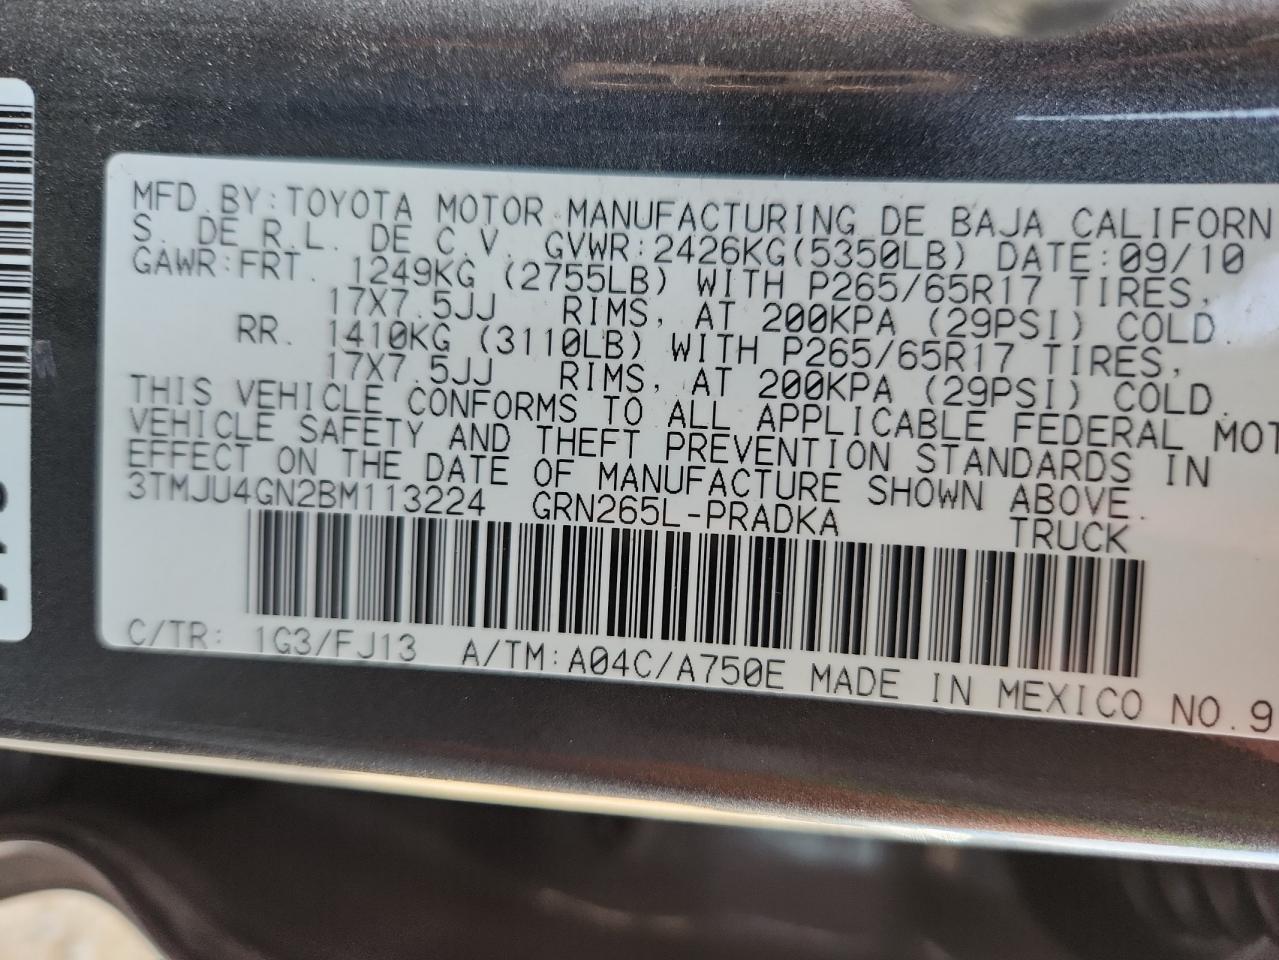 MFD.BY:TOYOTA MOTOR MANUFACTURING DE BAJA CALIFORN
S. DE R.L. DE C.V. GVWR:2426KG(5350LB) DATE:09/10
GAWR:FRT. 1249KG (2755LB) WITH P265/65R17 TIRES,
17X7.5JJ RIMS, AT 200KPA (29PSI) COLD.
RR. 1410KG (3110LB) WITH P265/65R17 TIRES,
17X7.5JJ RIMS, AT 200KPA (29PSI) COLD.
THIS VEHICLE CONFORMS TO ALL APPLICABLE FEDERAL MOT
VEHICLE SAFETY AND THEFT PREVENTION STANDARDS IN
EFFECT ON THE DATE OF MANUFACTURE SHOWN ABOVE.
3TMJU4GN2BM113224 GRN265L-PRADKA TRUCK
C/TR: 1G3/FJ13 A/TM:A04C/A750E MADE IN MEXICO NO.9